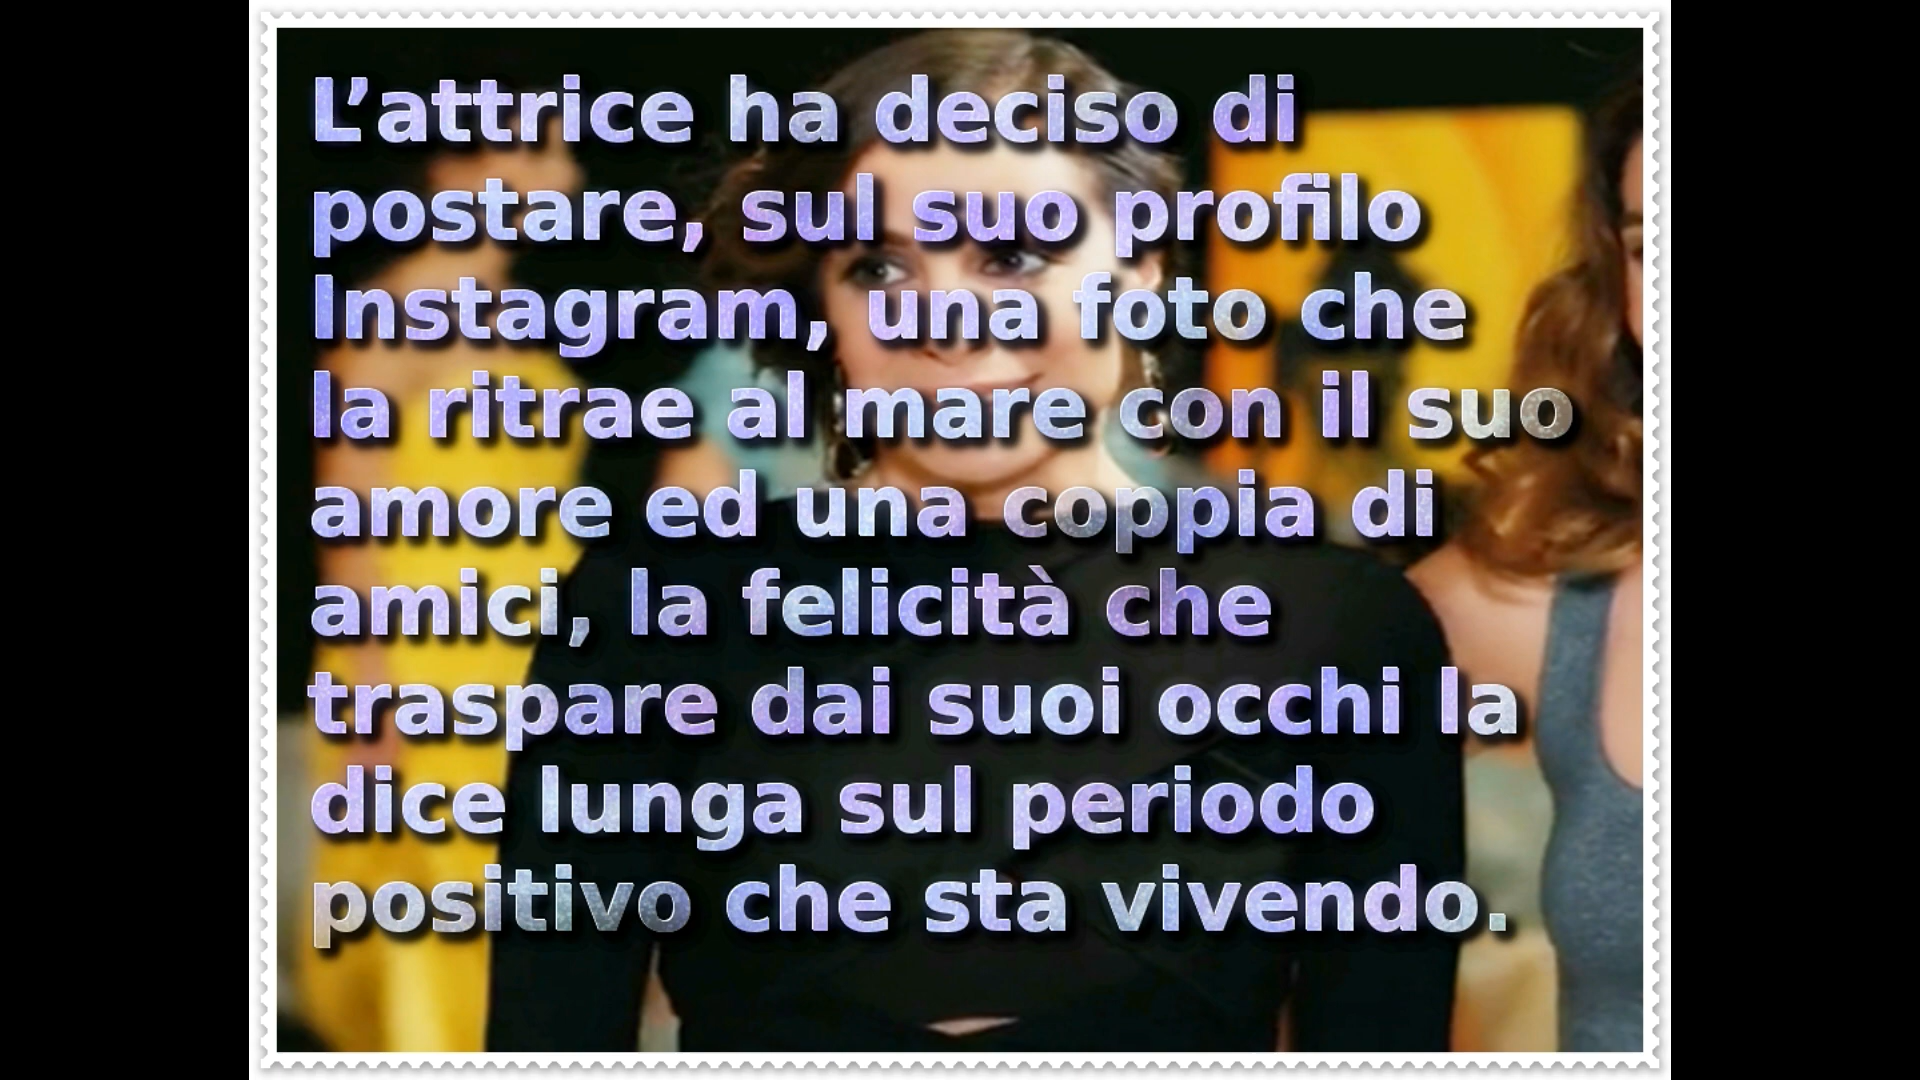 L’attrice ha deciso di
postare, sul suo profilo
Instagram, una foto che
la ritrae al mare con il suo
amore ed una coppia di
amici, la felicità che
traspare dai suoi occhi la
dice lunga sul periodo
positivo che sta vivendo.